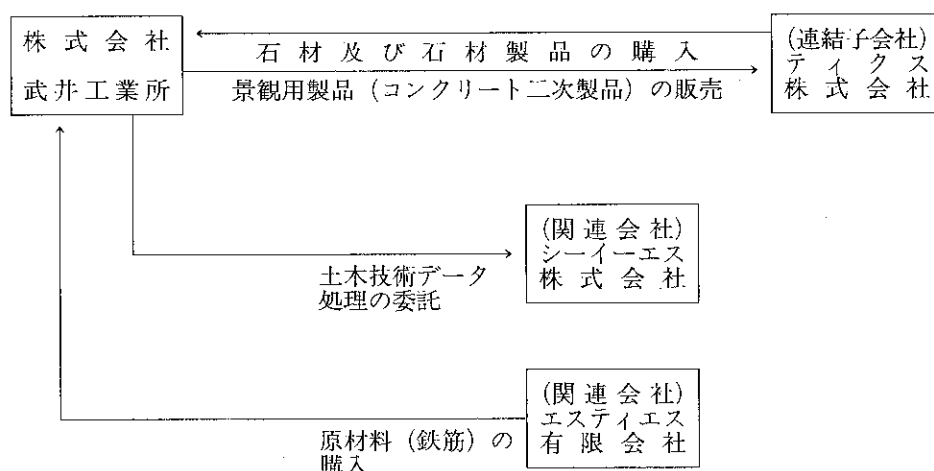 株式会社
武井工業所
石材及び石材製品の購入
景観用製品（コンクリート二次製品）の販売
(連結子会社)
ティクス
株式会社
(関連会社)
シーイーエス
株式会社
土木技術データ
処理の委託
(関連会社)
エスティエス
有限会社
原材料（鉄筋）の
購入